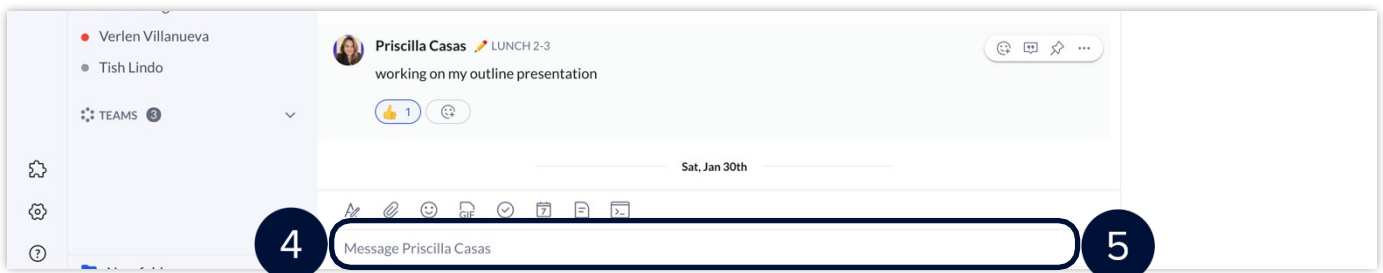 Verlen Villanueva
Tish Lindo
TEAMS 3
Priscilla Casas LUNCH 2-3
working on my outline presentation
1
Sat, Jan 30th
GIF
7
4
Message Priscilla Casas
5